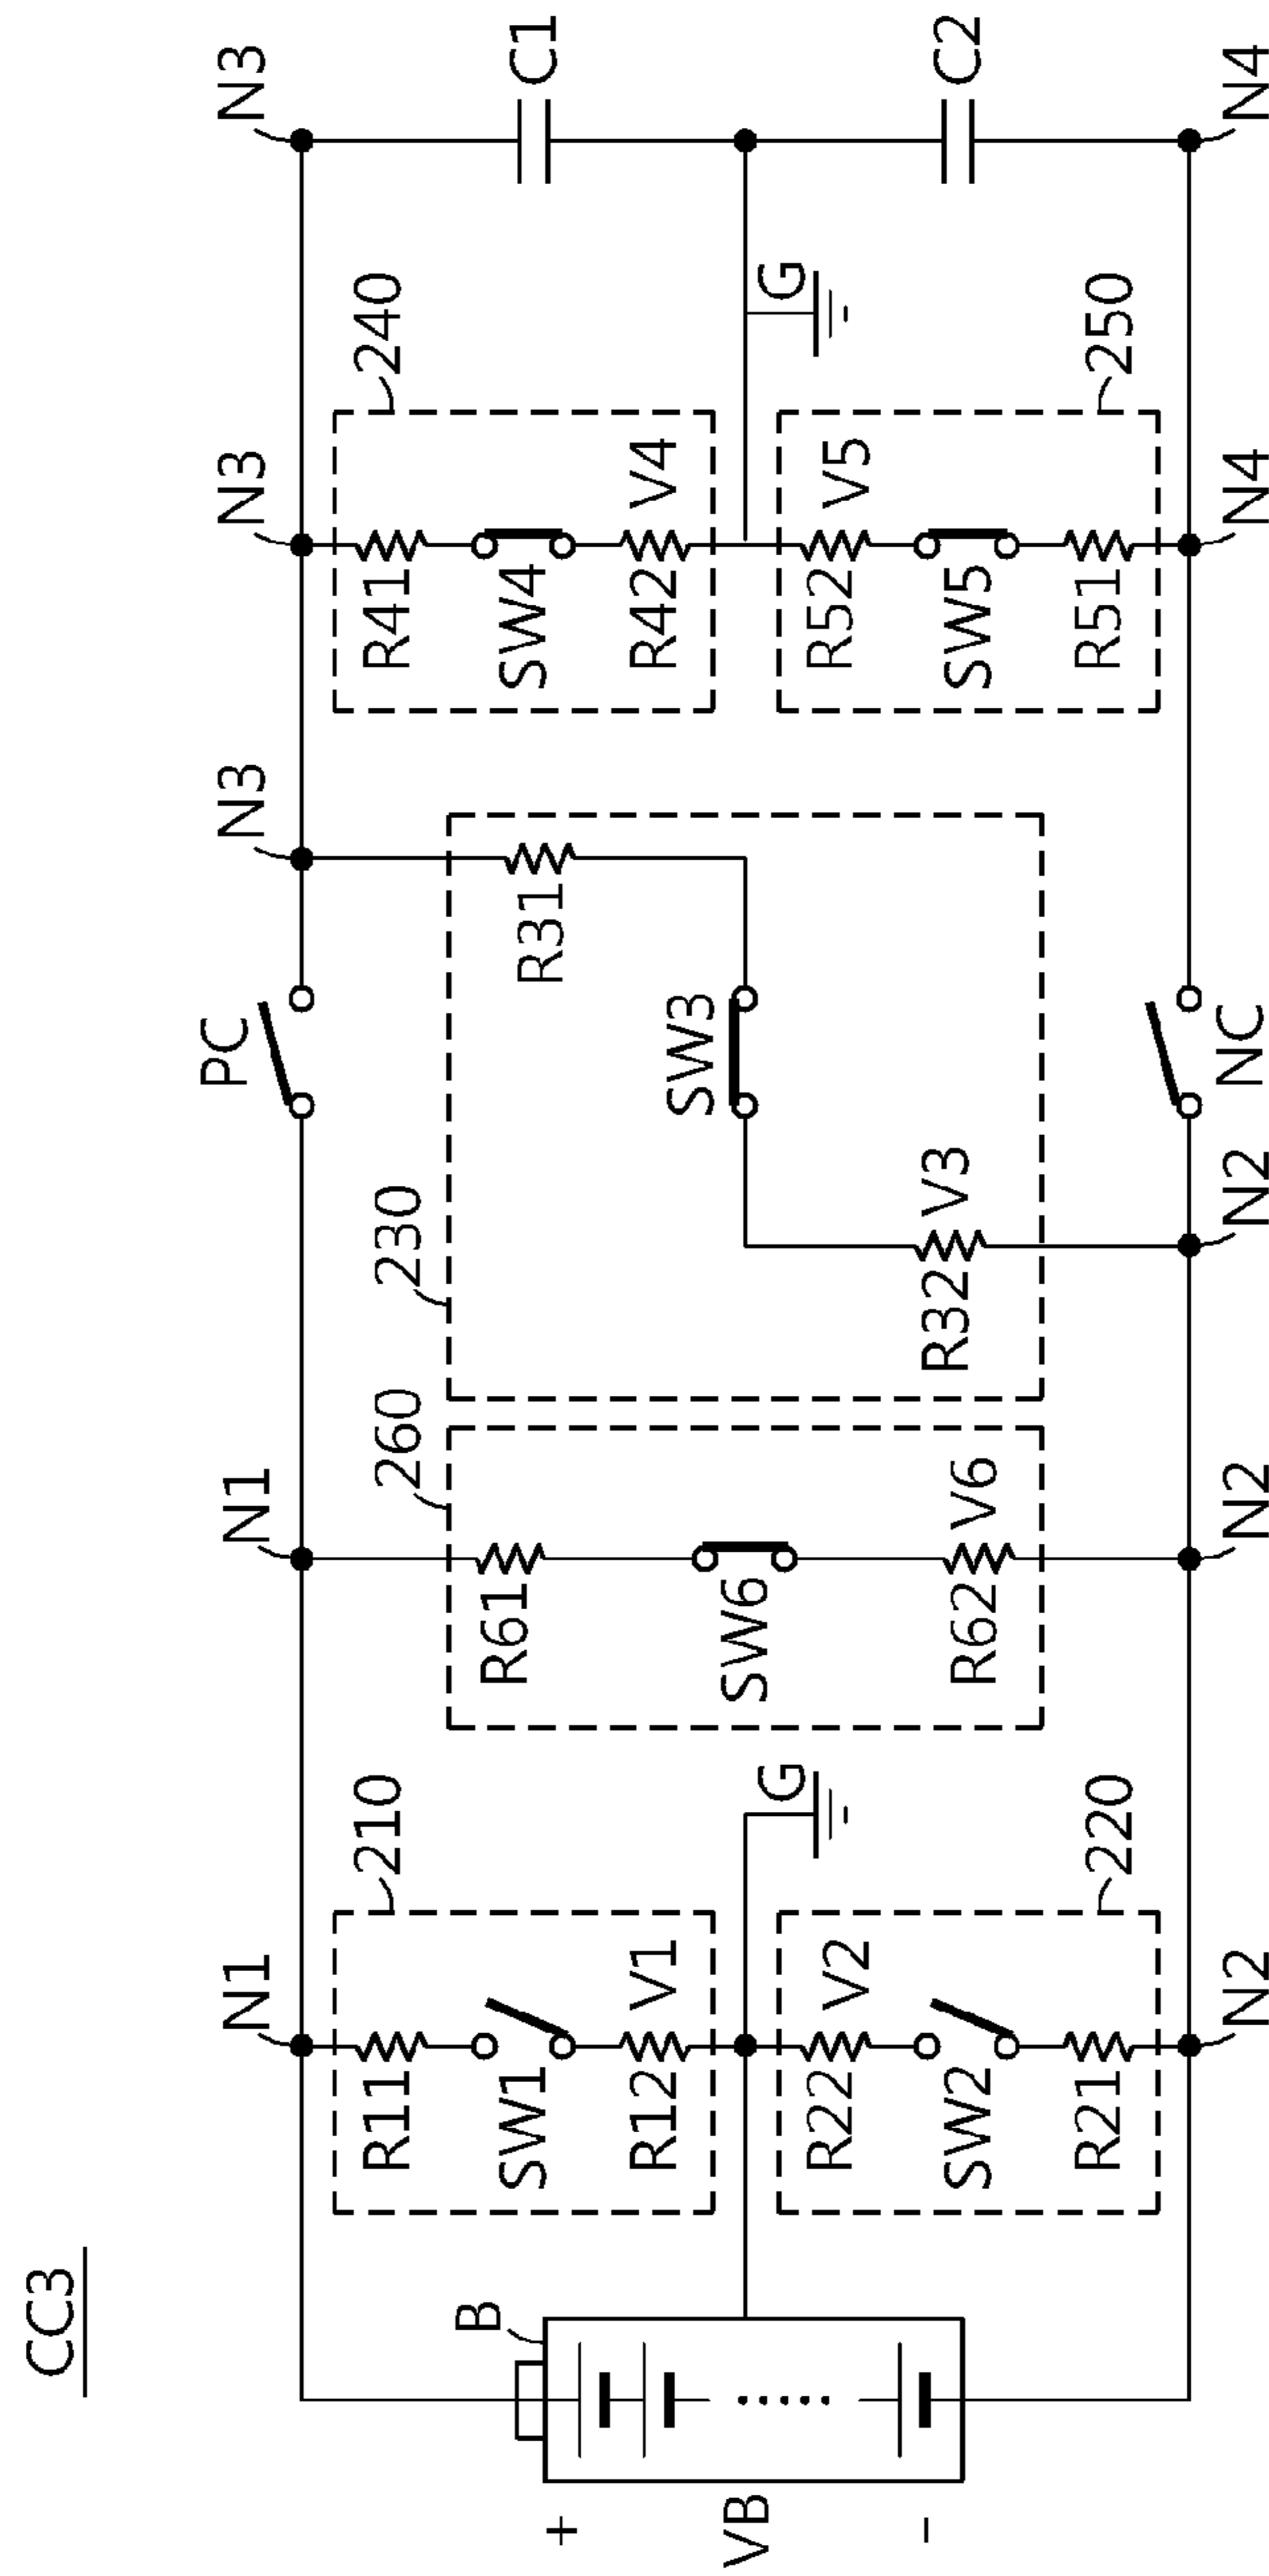 CC3
N1
N1
PC
N3
N3
N3
210
260
230
240
B
R11
SW1
R12
V1
R61
SW6
R62
V6
R31
SW3
R32
V3
R41
SW4
R42
V4
C1
+
VB
-
G
G
R22
V2
SW2
R21
220
R52
V5
SW5
R51
250
C2
N2
N2
N2
NC
N4
N4